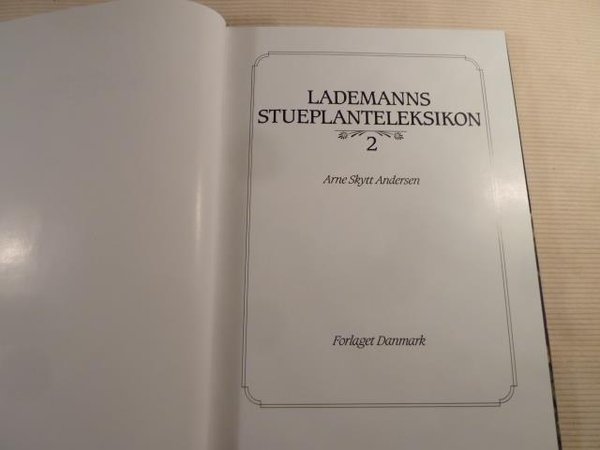 LADEMANNS
STUEPLANTELEKSIKON
2
Arne Skytt Andersen
Forlaget Danmark